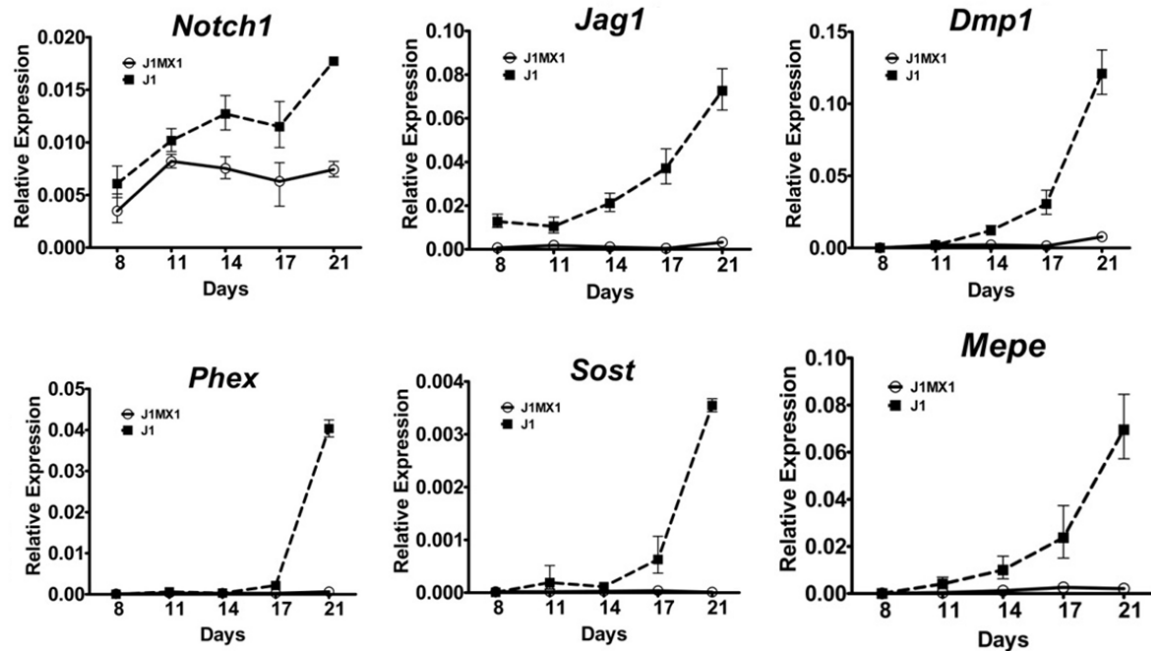 Notch1
Relative Expression
0.020
0.015
0.010
0.005
0.000
J1MX1
J1
8 11 14 17 21
Days
Jag1
Relative Expression
0.10
0.08
0.06
0.04
0.02
0.00
J1MX1
J1
8 11 14 17 21
Days
Dmp1
Relative Expression
0.15
0.10
0.05
0.00
J1MX1
J1
8 11 14 17 21
Days
Phex
Relative Expression
0.05
0.04
0.03
0.02
0.01
0.00
J1MX1
J1
8 11 14 17 21
Days
Sost
Relative Expression
0.004
0.003
0.002
0.001
0.000
J1MX1
J1
8 11 14 17 21
Days
Mepe
Relative Expression
0.10
0.08
0.06
0.04
0.02
0.00
J1MX1
J1
8 11 14 17 21
Days